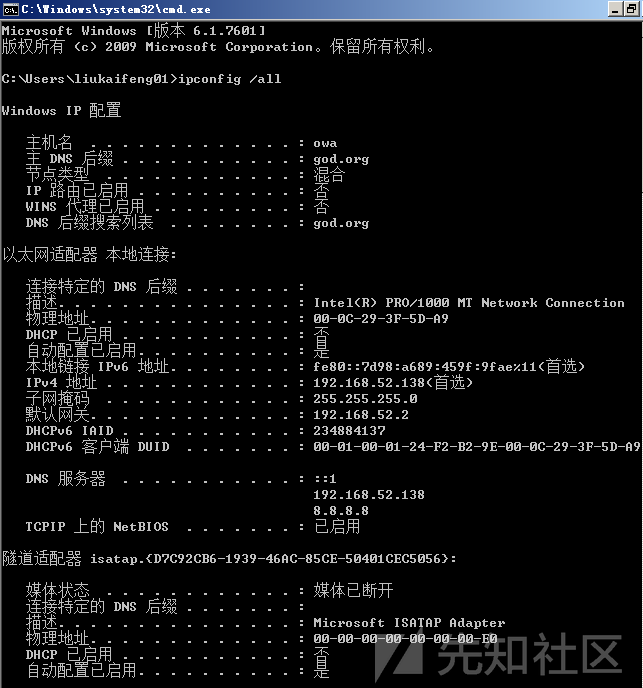 C:\Windows\system32\cmd.exe
Microsoft Windows [版本 6.1.7601]
版权所有 (c) 2009 Microsoft Corporation。保留所有权利。
C:\Users\liukaifeng01>ipconfig /all
Windows IP 配置
主机名 . . . . . . . . . . . . . : owa
主 DNS 后缀 . . . . . . . . . . . : god.org
节点类型 . . . . . . . . . . . . : 混合
IP 路由已启用 . . . . . . . . . . : 否
WINS 代理已启用 . . . . . . . . . : 否
DNS 后缀搜索列表 . . . . . . . . : god.org
以太网适配器 本地连接:
连接特定的 DNS 后缀 . . . . . . . :
描述. . . . . . . . . . . . . . . : Intel(R) PRO/1000 MT Network Connection
物理地址. . . . . . . . . . . . . : 00-0C-29-3F-5D-A9
DHCP 已启用 . . . . . . . . . . . : 否
自动配置已启用. . . . . . . . . . : 是
本地链接 IPv6 地址. . . . . . . . : fe80::7d98:a689:459f:9fae%11(首选)
IPv4 地址 . . . . . . . . . . . . : 192.168.52.138(首选)
子网掩码 . . . . . . . . . . . . : 255.255.255.0
默认网关. . . . . . . . . . . . . : 192.168.52.2
DHCPv6 IAID . . . . . . . . . . . : 234884137
DHCPv6 客户端 DUID . . . . . . . : 00-01-00-01-24-F2-B2-9E-00-0C-29-3F-5D-A9
DNS 服务器 . . . . . . . . . . . : ::1
192.168.52.138
8.8.8.8
TCPIP 上的 NetBIOS . . . . . . . : 已启用
隧道适配器 isatap.{D7C92CB6-1939-46AC-85CE-50401CEC5056}:
媒体状态 . . . . . . . . . . . . : 媒体已断开
连接特定的 DNS 后缀 . . . . . . . :
描述. . . . . . . . . . . . . . . : Microsoft ISATAP Adapter
物理地址. . . . . . . . . . . . . : 00-00-00-00-00-00-00-E0
DHCP 已启用 . . . . . . . . . . . : 否
自动配置已启用. . . . . . . . . . : 是
先知社区